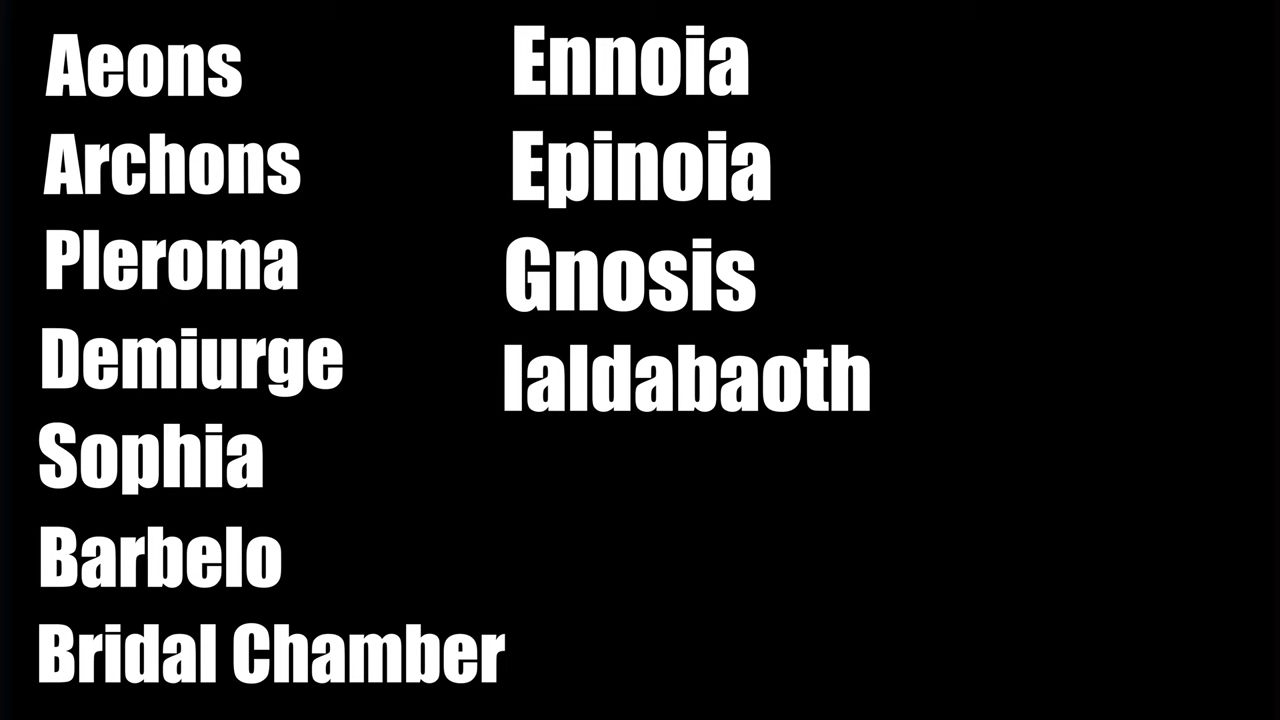 Aeons
Archons
Pleroma
Demiurge
Sophia
Barbelo
Bridal Chamber
Ennoia
Epinoia
Gnosis
Ialdabaoth